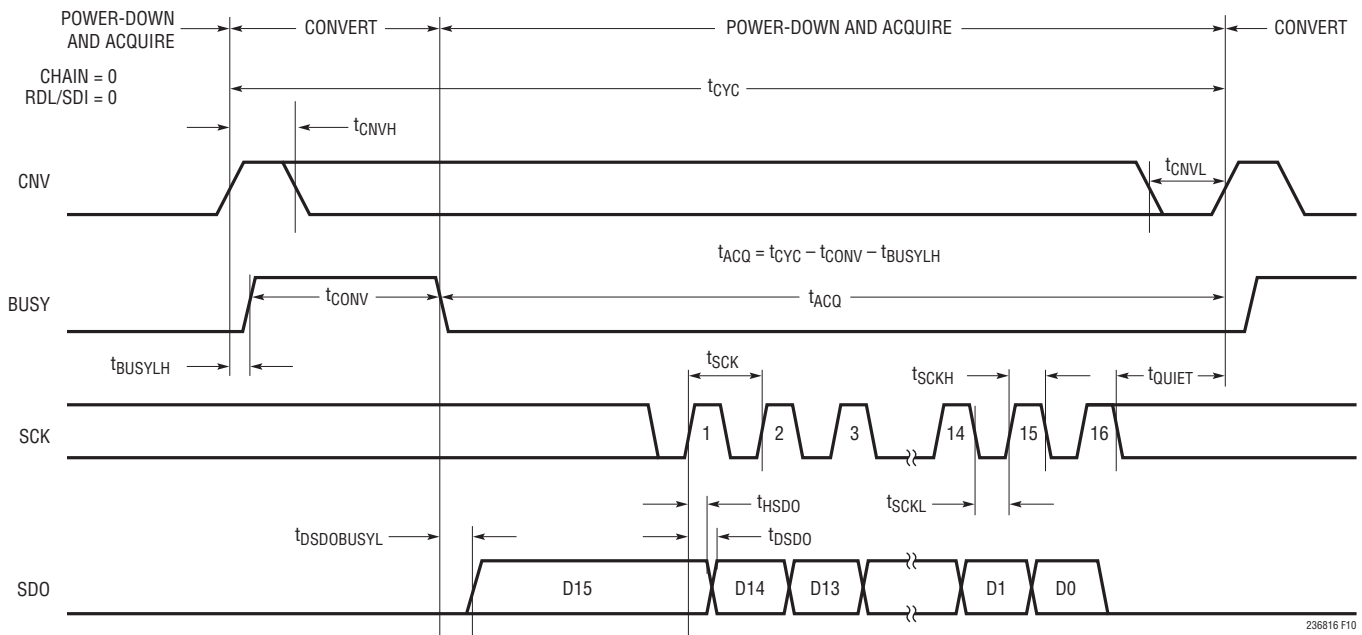 POWER-DOWN
AND ACQUIRE
CONVERT
POWER-DOWN AND ACQUIRE
CONVERT
CHAIN = 0
RDL/SDI = 0
tCYC
tCNVH
CNV
tCNVL
tACQ = tCYC – tCONV – tBUSYLH
BUSY
tCONV
tACQ
tBUSYLH
tSCK
tSCKH
tQUIET
SCK
1
2
3
14
15
16
tHSDO
tSCKL
tDSDOBUSYL
tDSDO
SDO
D15
D14
D13
D1
D0
236816 F10